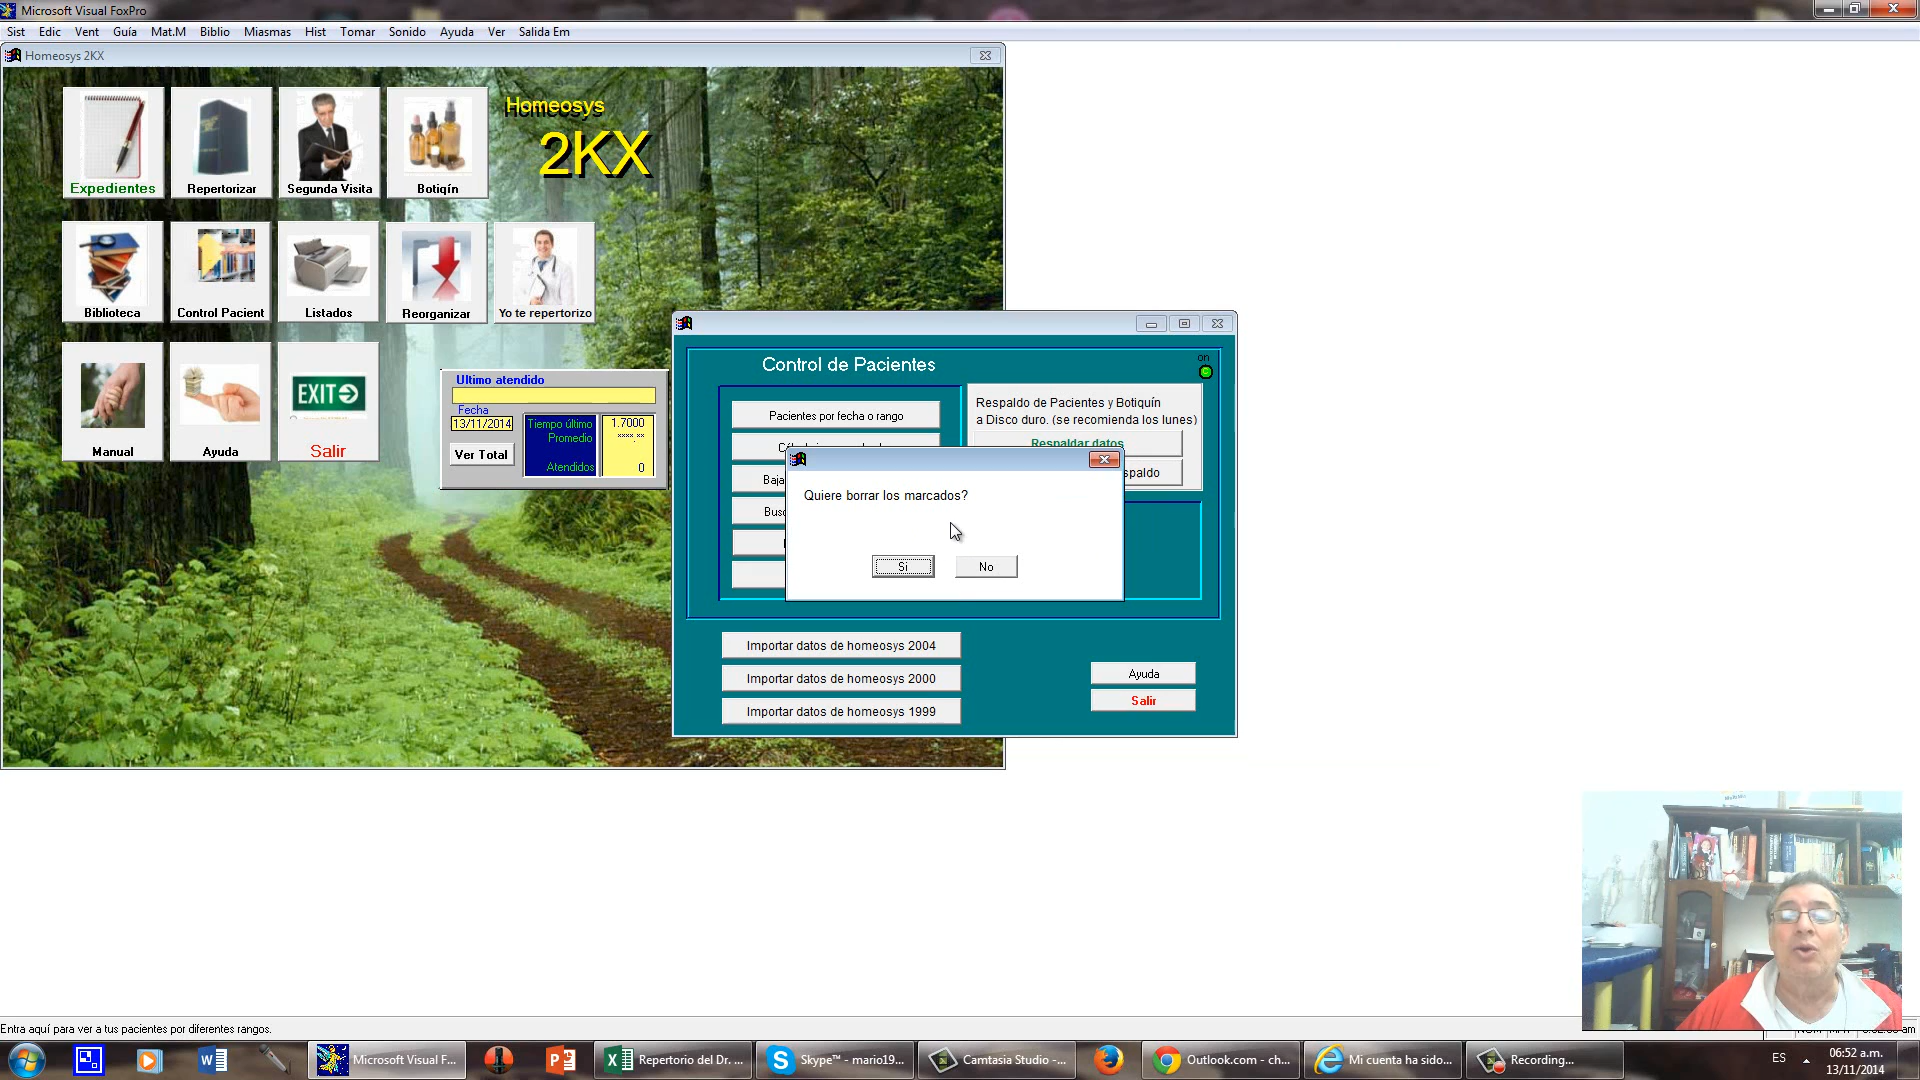 Microsoft Visual FoxPro
Sist Edic Vent Guía Mat.M Biblio Miasmas Hist Tomar Sonido Ayuda Ver Salida Em
Homeosys 2KX
Homeosys
2KX
Expedientes
Repertorizar
Segunda Visita
Botiqín
Biblioteca
Control Pacient
Listados
Reorganizar
Yo te repertorizo
EXIT
Manual
Ayuda
Salir
Ultimo atendido
Fecha
13/11/2014
Ver Total
Tiempo último 1.7000
Promedio ****.**
Atendidos 0
Control de Pacientes
on
Pacientes por fecha o rango
Baja
Respaldo de Pacientes y Botiquín
a Disco duro. (se recomienda los lunes)
Respaldar datos
spaldo
Quiere borrar los marcados?
Si
No
Importar datos de homeosys 2004
Importar datos de homeosys 2000
Importar datos de homeosys 1999
Ayuda
Salir
Entra aquí para ver a tus pacientes por diferentes rangos.
am
Microsoft Visual F...
Repertorio del Dr. ...
Skype™ - mario19...
Camtasia Studio -...
Outlook.com - ch...
Mi cuenta ha sido...
Recording...
ES
06:52 a.m.
13/11/2014